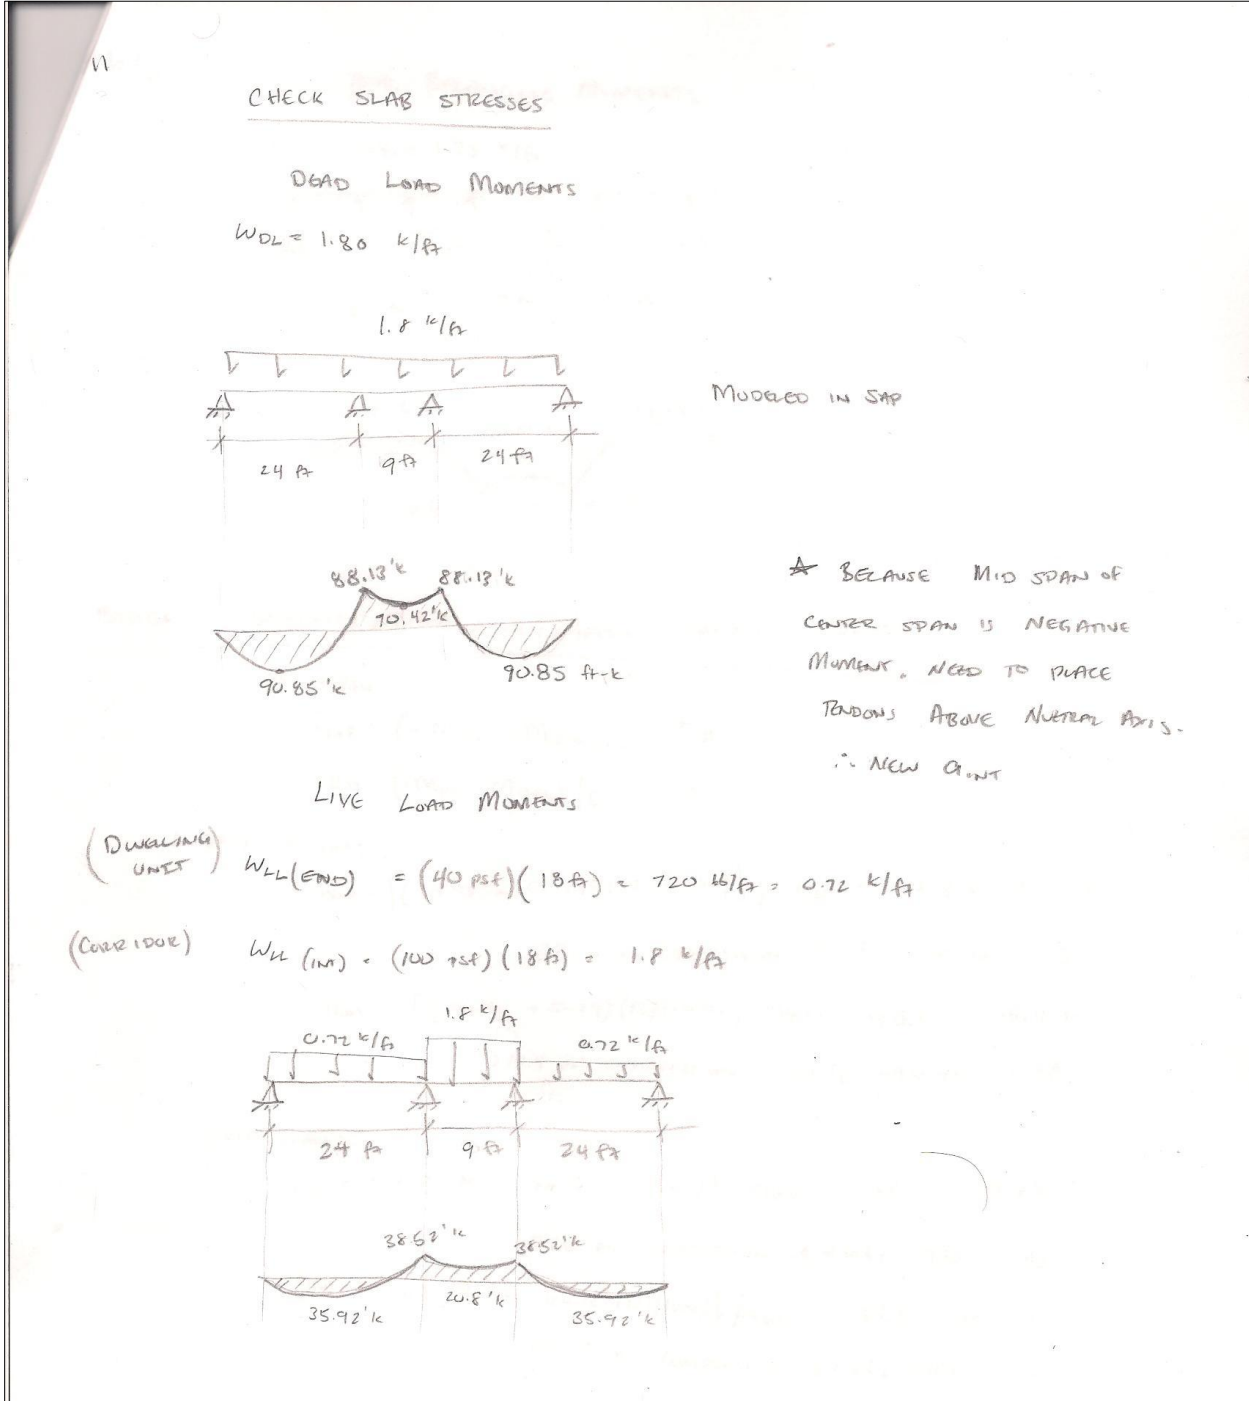 CHECK SLAB STRESSES
DEAD LOAD MOMENTS
WDL = 1.80 k/ft
1.8 k/ft
MODELED IN SAP
24 ft 9 ft 24 ft
88.13'k 88.13'k
70.42'k
90.85'k 90.85 ft-k
* BECAUSE MID SPAN OF
CENTER SPAN IS NEGATIVE
MOMENT, NEED TO PLACE
TENDONS ABOVE NUETRAL AXIS.
∴ NEW a.INT
LIVE LOAD MOMENTS
(DWELLING UNIT) WLL(END) = (40 psf)(18 ft) = 720 lb/ft = 0.72 k/ft
(CORRIDOR) WLL (INT) = (100 psf)(18 ft) = 1.8 k/ft
1.8 k/ft
0.72 k/ft 0.72 k/ft
24 ft 9 ft 24 ft
38.52'k 38.52'k
20.8'k
35.92'k 35.92'k